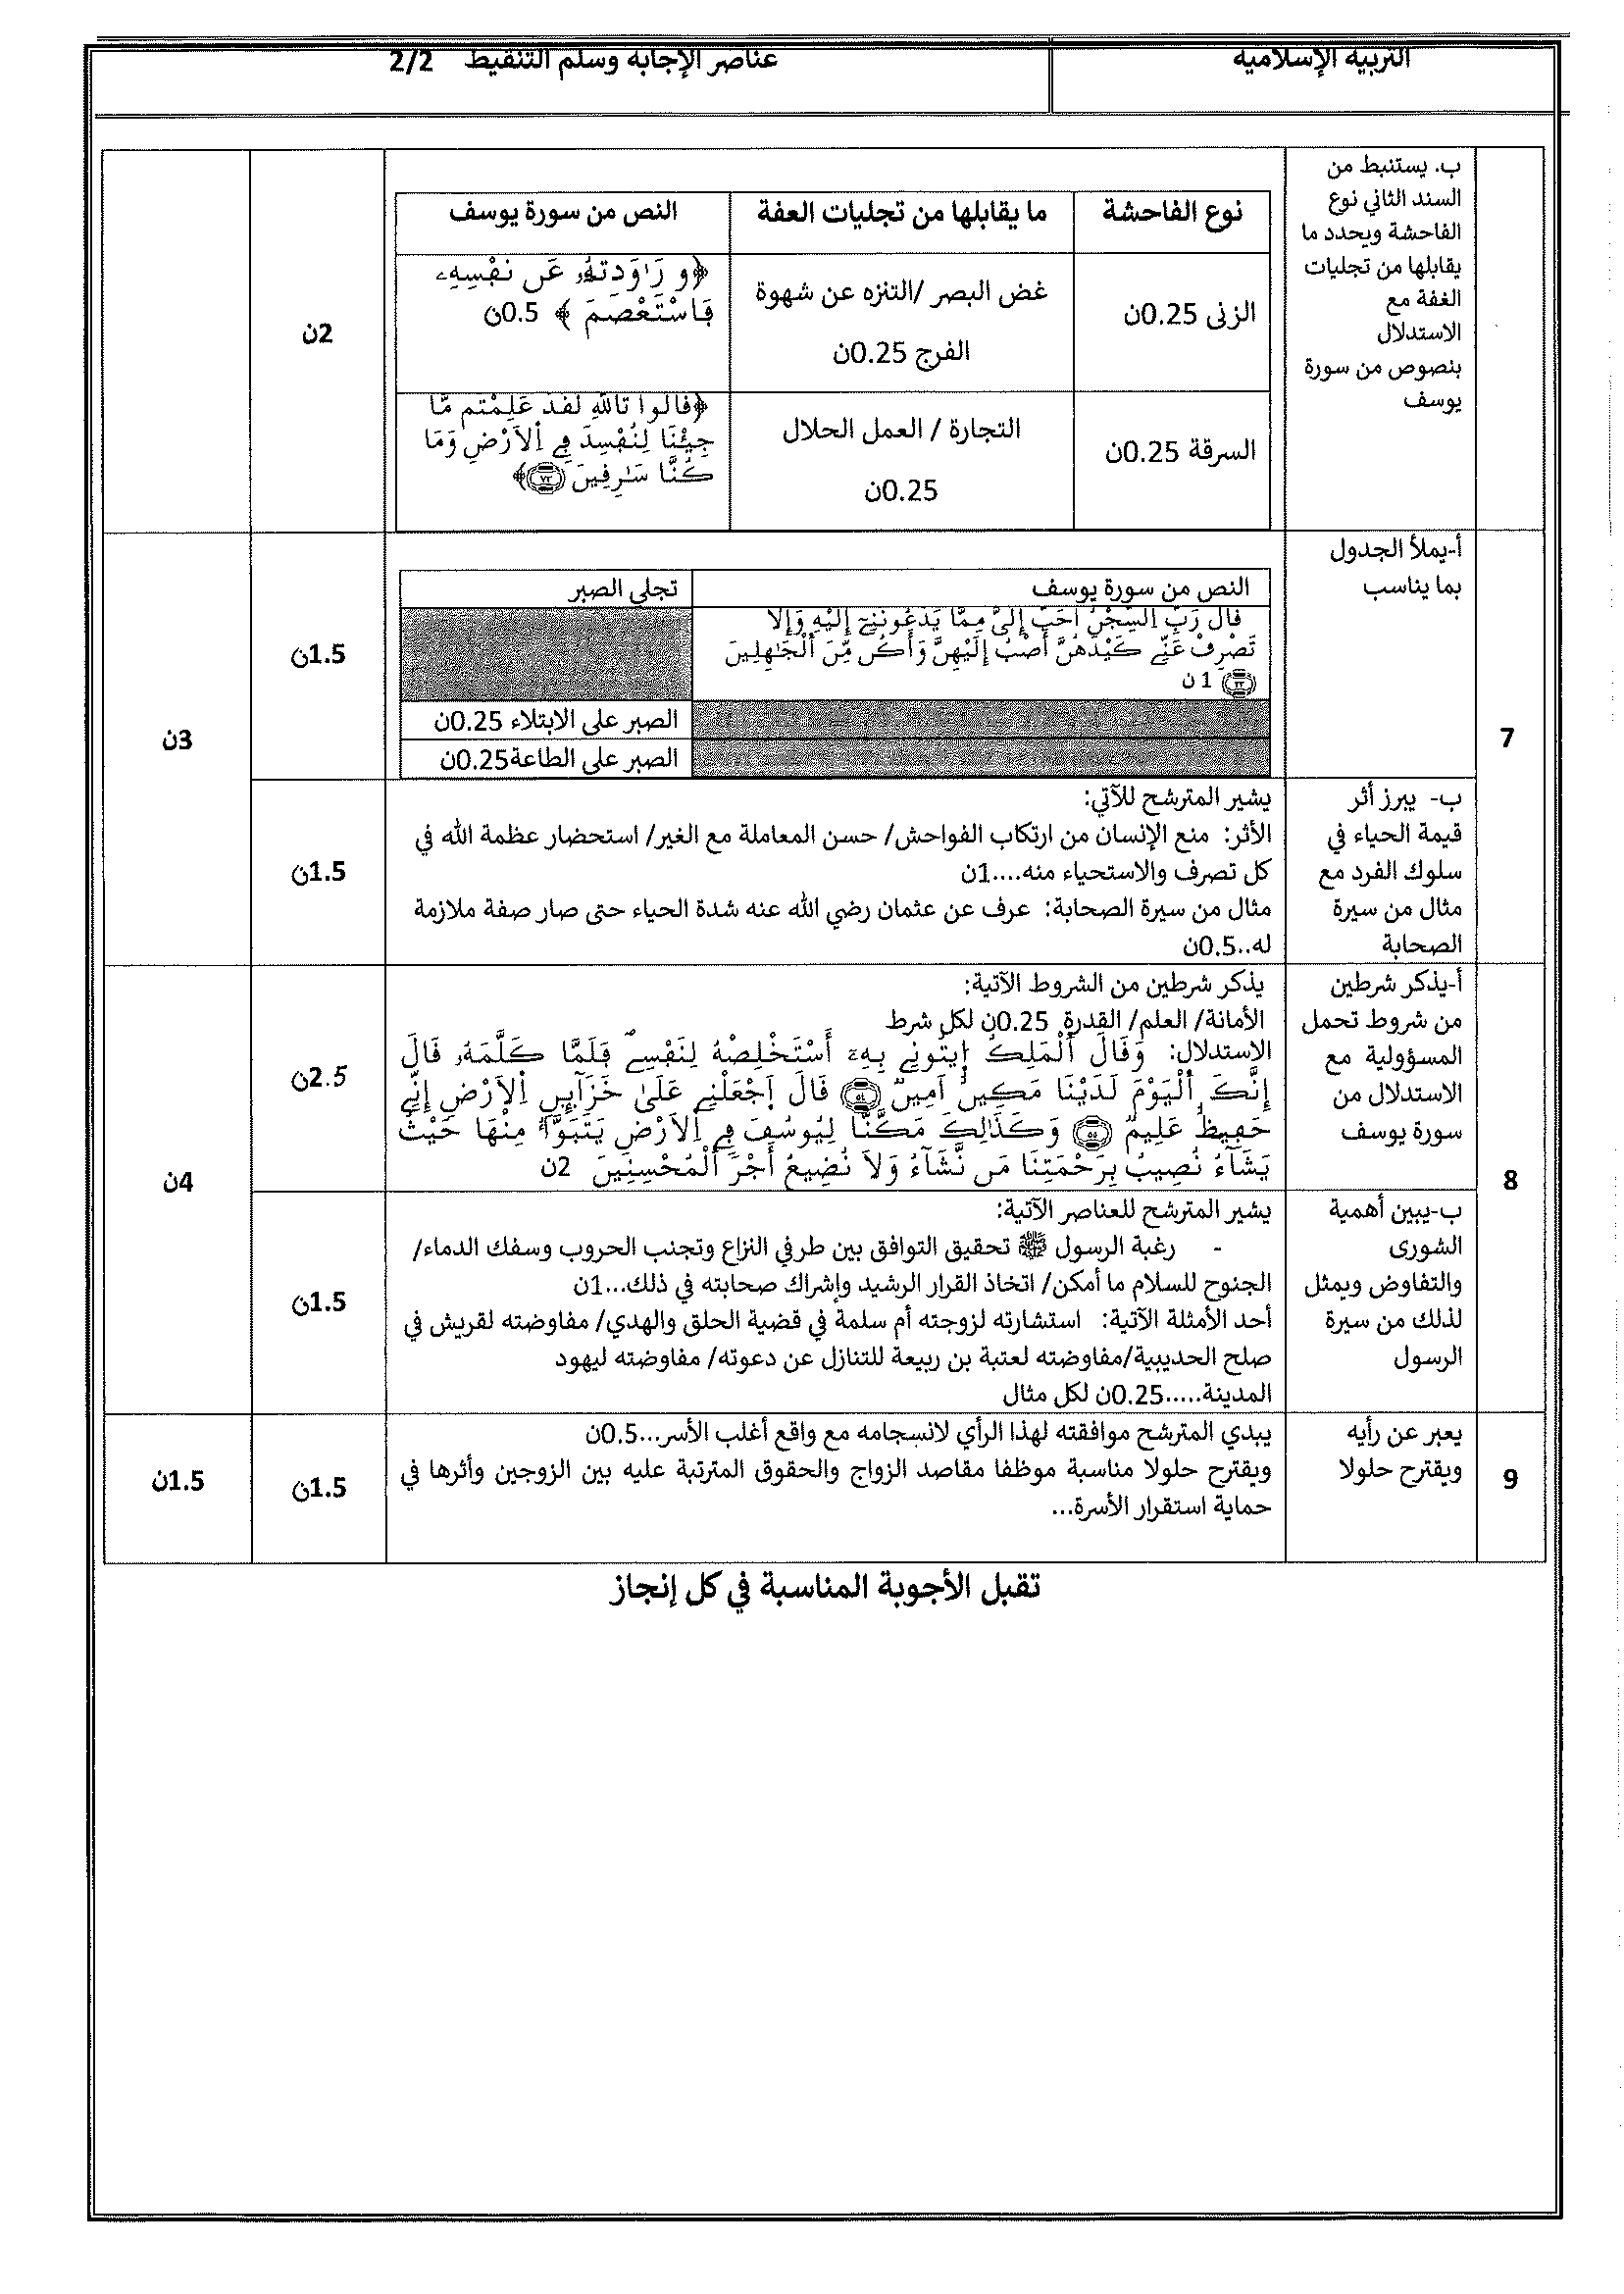 التربية الإسلامية
عناصر الإجابة وسلم التنقيط 2/2
ب. يستنبط من
السند الثاني نوع
الفاحشة ويحدد ما
يقابلها من تجليات
الغفة مع
الاستدلال
بنصوص من سورة
يوسف
نوع الفاحشة
ما يقابلها من تجليات العفة
النص من سورة يوسف
الزنى 0.25ن
غض البصر /التنزه عن شهوة
الفرج 0.25ن
﴿و رَٰاوَدتهُۥ عَن نفْسِهِۦ
فَاسْتَعْصَمَ ﴾ 0.5ن
السرقة 0.25ن
التجارة / العمل الحلال
0.25ن
﴿قَالُوا تَاللَّهِ لَقَدْ عَلِمْتُم مَّا
جِئْنَا لِنُفْسِدَ فِي اِلَارْضِ وَمَا
كُنَّا سَٰرِقِينَ ٧٣﴾
2ن
7
أ-يملأ الجدول
بما يناسب
النص من سورة يوسف
تجلي الصبر
قَالَ رَبِّ اِلسِّجْنُ أَحَبُّ إِلَيَّ مِمَّا يَدْعُونَنِيٓ إِلَيْهِ وَإِلَّا
تَصْرِفْ عَنِّي كَيْدَهُنَّ أَصْبُ إِلَيْهِنَّ وَأَكُن مِّنَ اَلْجَٰهِلِينَ
٣٣ 1 ن
الصبر على الابتلاء 0.25ن
الصبر على الطاعة0.25ن
1.5ن
3ن
ب- يبرز أثر
قيمة الحياء في
سلوك الفرد مع
مثال من سيرة
الصحابة
يشير المترشح للآتي:
الأثر: منع الإنسان من ارتكاب الفواحش/ حسن المعاملة مع الغير/ استحضار عظمة الله في
كل تصرف والاستحياء منه....1ن
مثال من سيرة الصحابة: عرف عن عثمان رضي الله عنه شدة الحياء حتى صار صفة ملازمة
له..0.5ن
1.5ن
8
أ-يذكر شرطين
من شروط تحمل
المسؤولية مع
الاستدلال من
سورة يوسف
يذكر شرطين من الشروط الآتية:
الأمانة/ العلم/ القدرة 0.25ن لكل شرط
الاستدلال: وَقَالَ اَلْمَلِكُ اُيتُونِي بِهِۦٓ أَسْتَخْلِصْهُ لِنَفْسِي فَلَمَّا كَلَّمَهُۥ قَالَ
إِنَّكَ اَلْيَوْمَ لَدَيْنَا مَكِينٌ اَمِينٌ ٥٤ قَالَ اَجْعَلْنِي عَلَىٰ خَزَآئِنِ اِلَارْضِ إِنِّي
حَفِيظٌ عَلِيمٌ ٥٥ وَكَذَٰلِكَ مَكَّنَّا لِيُوسُفَ فِي اِلَارْضِ يَتَبَوَّأُ مِنْهَا حَيْثُ
يَشَآءُ نُصِيبُ بِرَحْمَتِنَا مَن نَّشَآءُ وَلَا نُضِيعُ أَجْرَ اَلْمُحْسِنِينَ 2ن
2.5ن
4ن
ب-يبين أهمية
الشورى
والتفاوض ويمثل
لذلك من سيرة
الرسول
يشير المترشح للعناصر الآتية:
- رغبة الرسول ﷺ تحقيق التوافق بين طرفي النزاع وتجنب الحروب وسفك الدماء/
الجنوح للسلام ما أمكن/ اتخاذ القرار الرشيد وإشراك صحابته في ذلك...1ن
أحد الأمثلة الآتية: استشارته لزوجته أم سلمة في قضية الحلق والهدي/ مفاوضته لقريش في
صلح الحديبية/مفاوضته لعتبة بن ربيعة للتنازل عن دعوته/ مفاوضته ليهود
المدينة.....0.25ن لكل مثال
1.5ن
9
يعبر عن رأيه
ويقترح حلولا
يبدي المترشح موافقته لهذا الرأي لانسجامه مع واقع أغلب الأسر...0.5ن
ويقترح حلولا مناسبة موظفا مقاصد الزواج والحقوق المترتبة عليه بين الزوجين وأثرها في
حماية استقرار الأسرة...
1.5ن
1.5ن
تقبل الأجوبة المناسبة في كل إنجاز